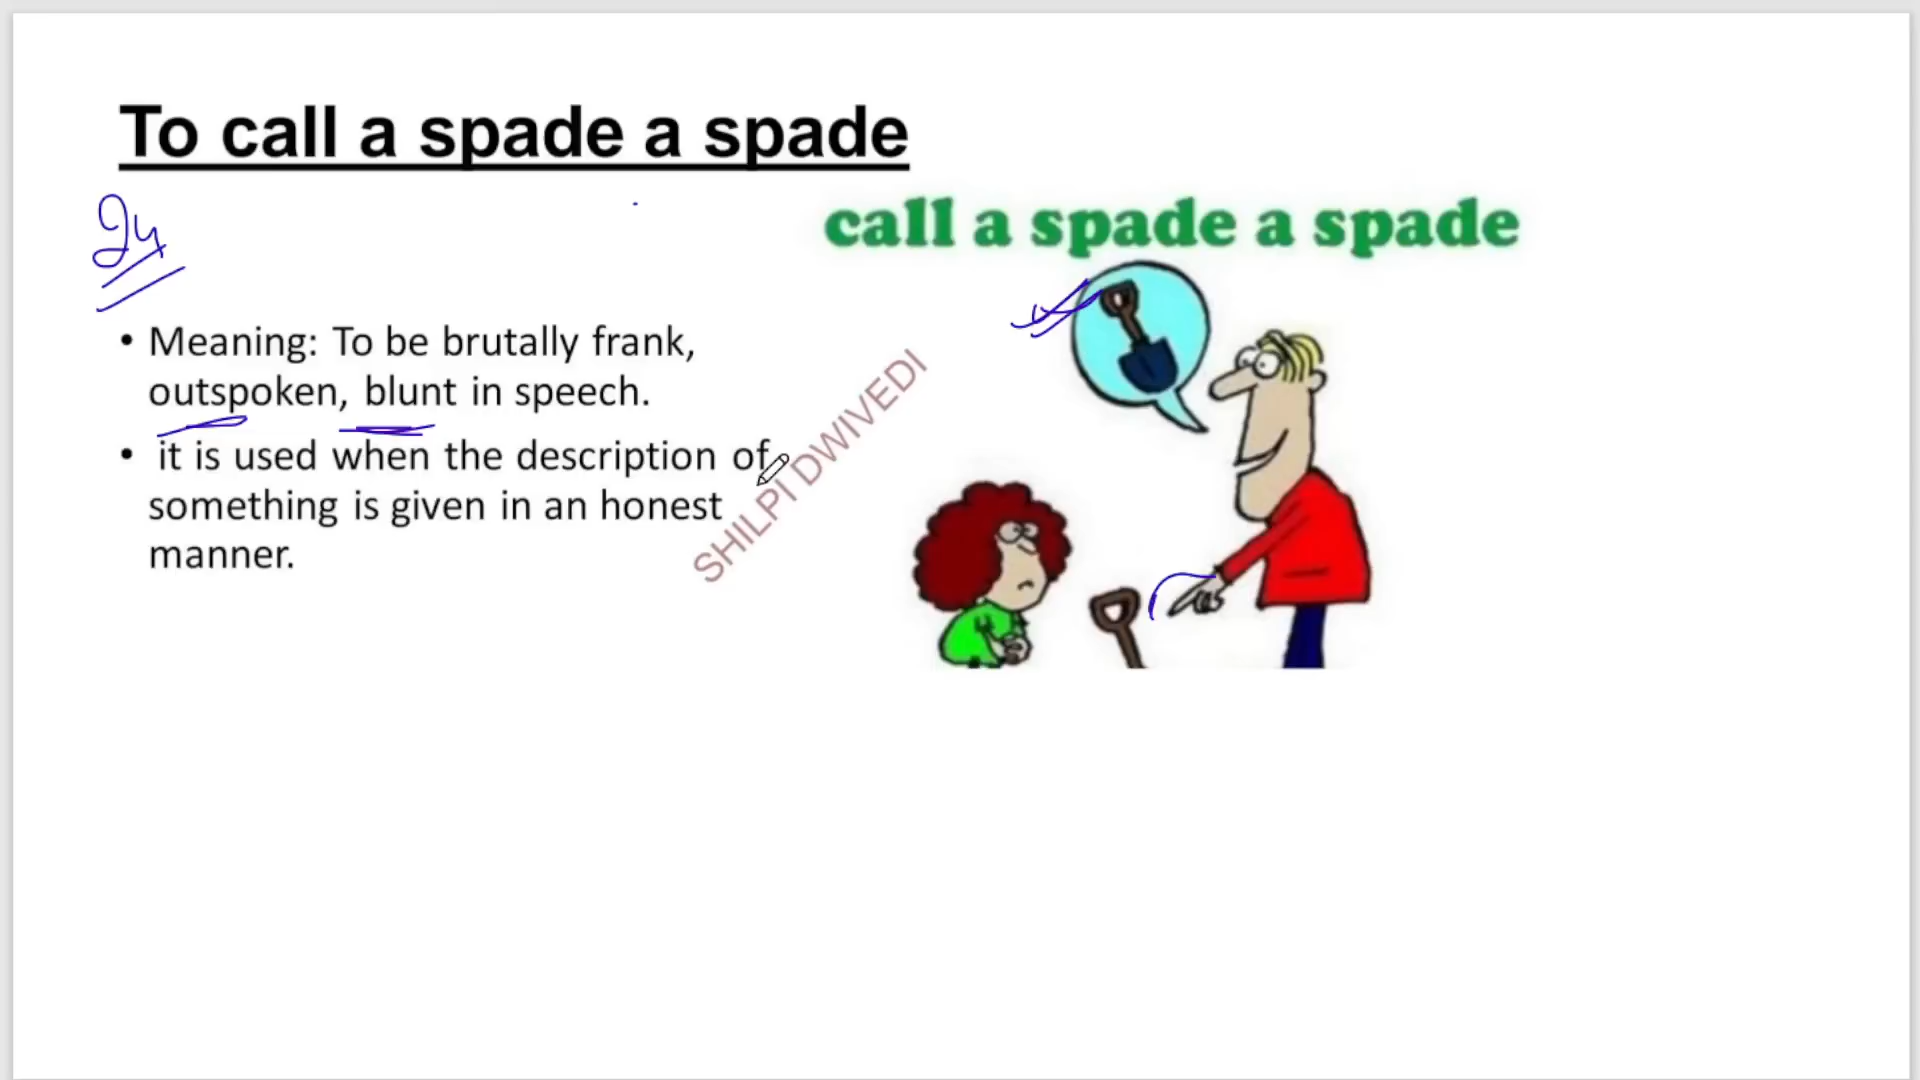 To call a spade a spade
24
call a spade a spade
• Meaning: To be brutally frank,
outspoken, blunt in speech.
• it is used when the description of
something is given in an honest
manner.
SHILPI DWIVEDI